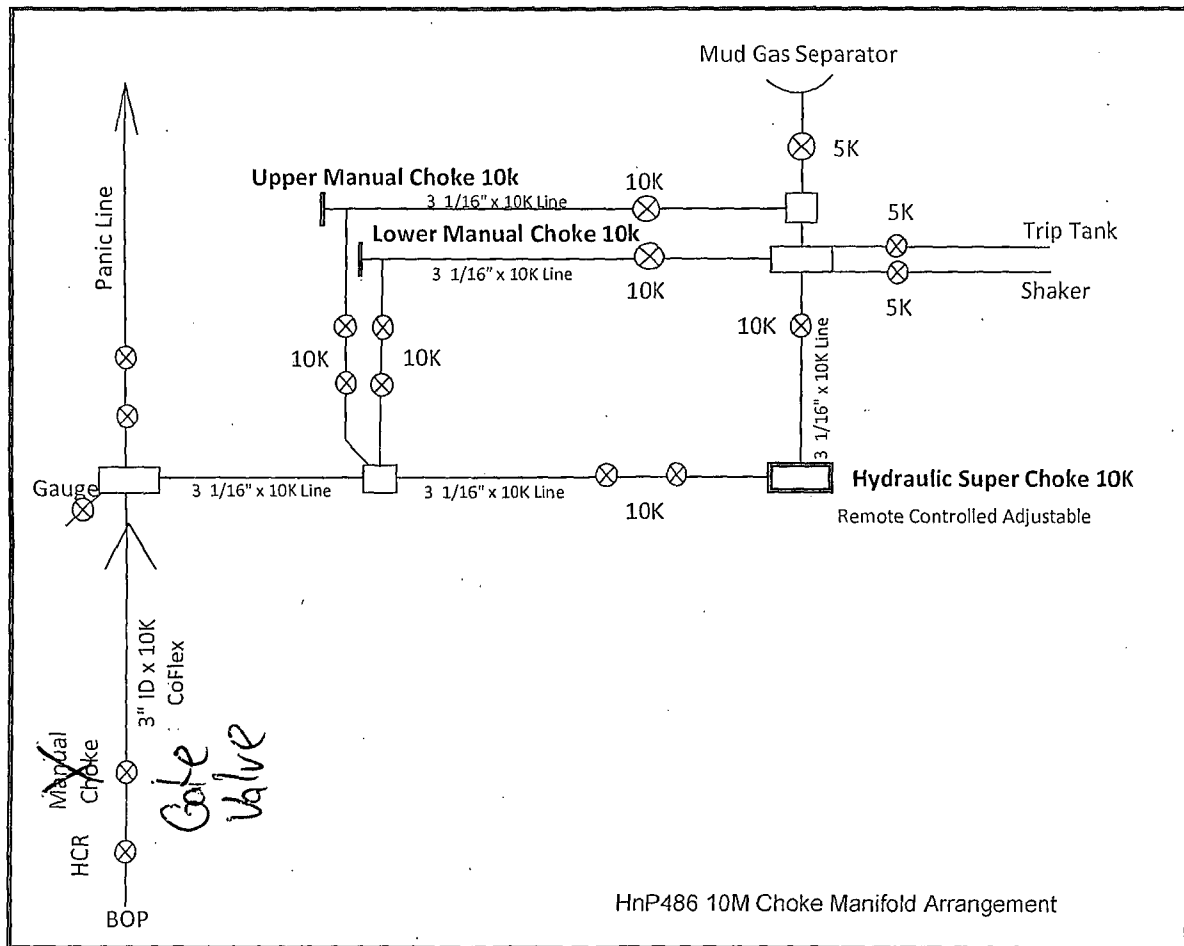 Mud Gas Separator
5K
Upper Manual Choke 10k
3 1/16" x 10K Line
10K
Lower Manual Choke 10k
3 1/16" x 10K Line
10K
5K
Trip Tank
Shaker
5K
Panic Line
10K
10K
10K
3 1/16" x 10K Line
Gauge
3 1/16" x 10K Line
3 1/16" x 10K Line
10K
Hydraulic Super Choke 10K
Remote Controlled Adjustable
3" ID x 10K
CoFlex
Manual
Choke
Gate
Valve
HCR
BOP
HnP486 10M Choke Manifold Arrangement